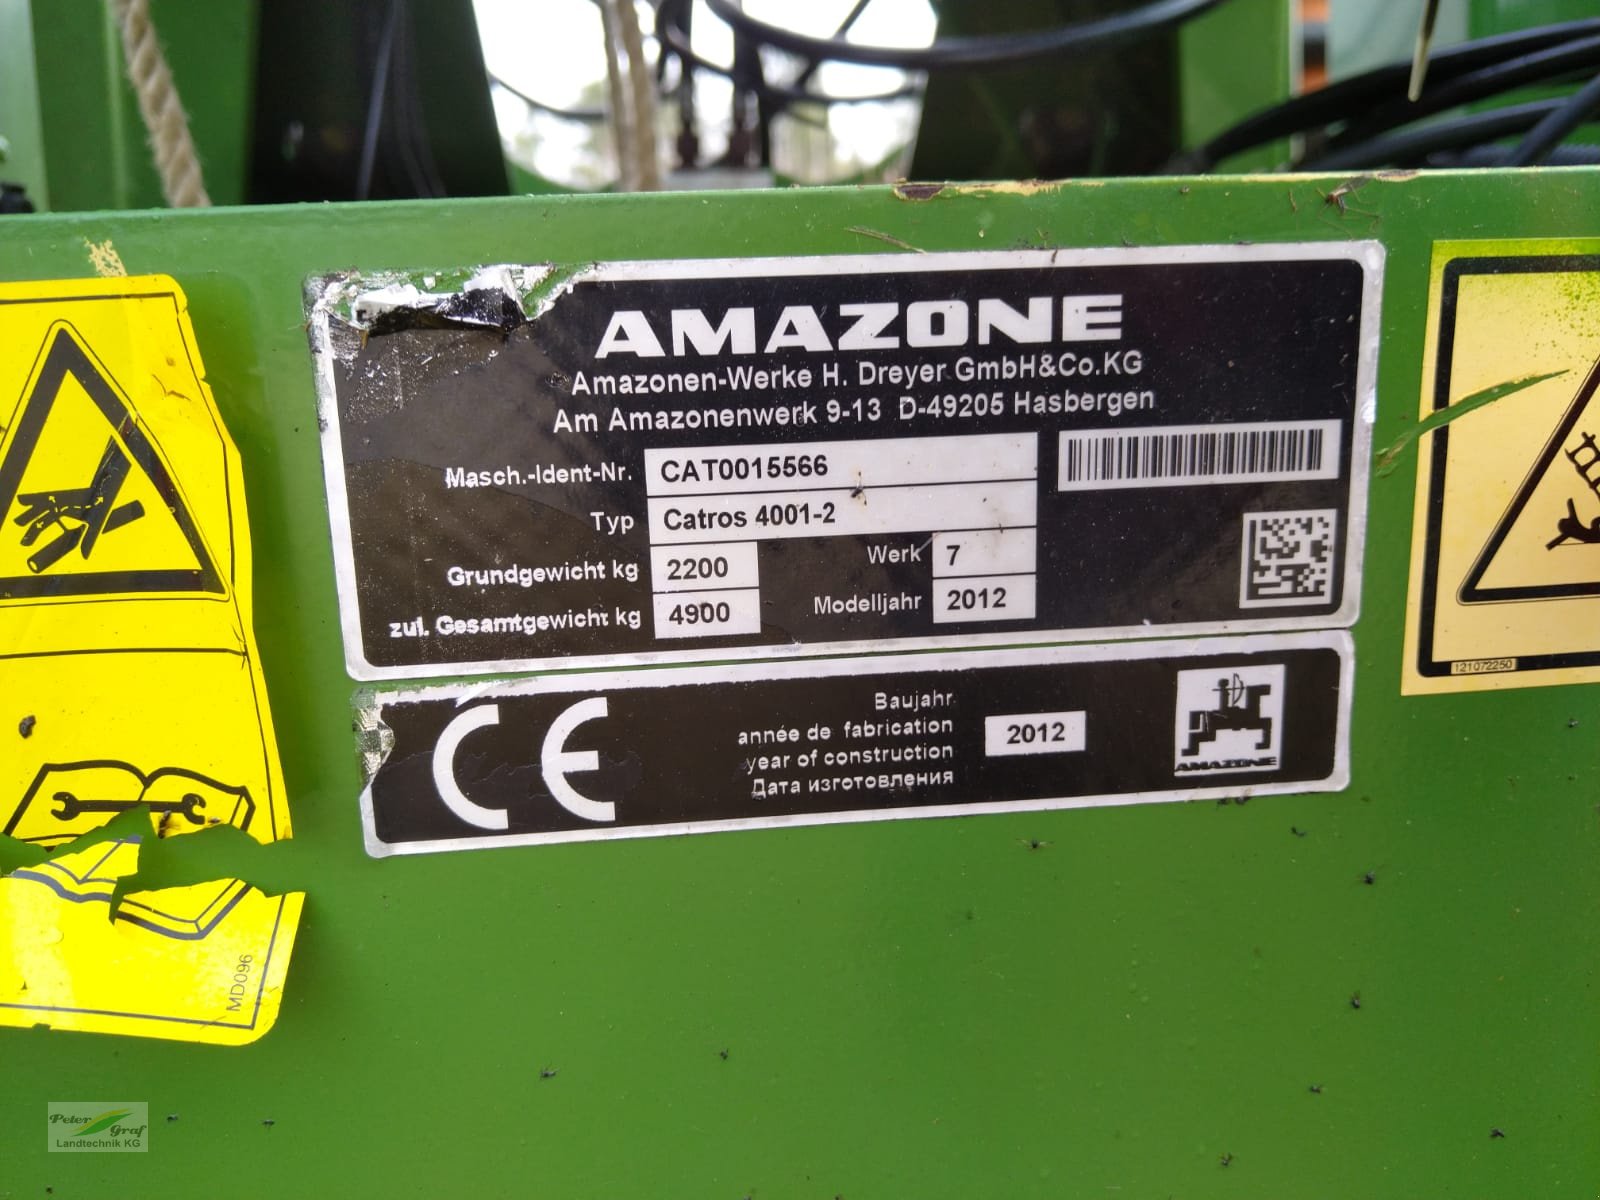 AMAZONE
Amazonen-Werke H. Dreyer GmbH&Co.KG
Am Amazonenwerk 9-13 D-49205 Hasbergen
Masch.-Ident-Nr. CAT0015566
Typ Catros 4001-2
Grundgewicht kg 2200 Werk 7
zul. Gesamtgewicht kg 4900 Modelljahr 2012
CE
Baujahr
année de fabrication
year of construction
Дата изготовления
2012
AMAZONE
121072250
MD096
Peter
Graf
Landtechnik KG